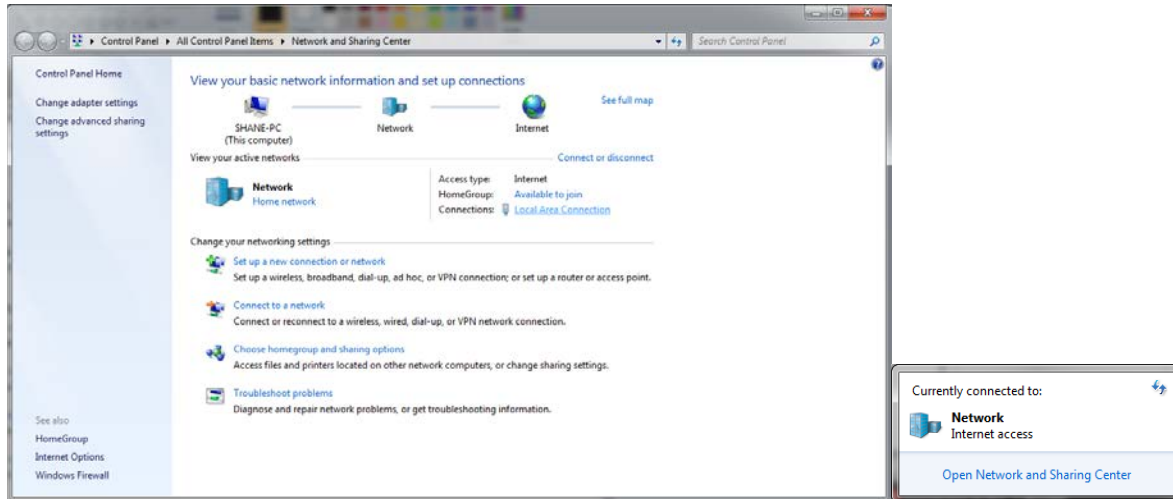 Control Panel ▸ All Control Panel Items ▸ Network and Sharing Center
Search Control Panel
Control Panel Home
Change adapter settings
Change advanced sharing
settings
See also
HomeGroup
Internet Options
Windows Firewall
View your basic network information and set up connections
See full map
SHANE-PC
(This computer)
Network
Internet
View your active networks
Connect or disconnect
Network
Home network
Access type: Internet
HomeGroup: Available to join
Connections: Local Area Connection
Change your networking settings
Set up a new connection or network
Set up a wireless, broadband, dial-up, ad hoc, or VPN connection; or set up a router or access point.
Connect to a network
Connect or reconnect to a wireless, wired, dial-up, or VPN network connection.
Choose homegroup and sharing options
Access files and printers located on other network computers, or change sharing settings.
Troubleshoot problems
Diagnose and repair network problems, or get troubleshooting information.
Currently connected to:
Network
Internet access
Open Network and Sharing Center